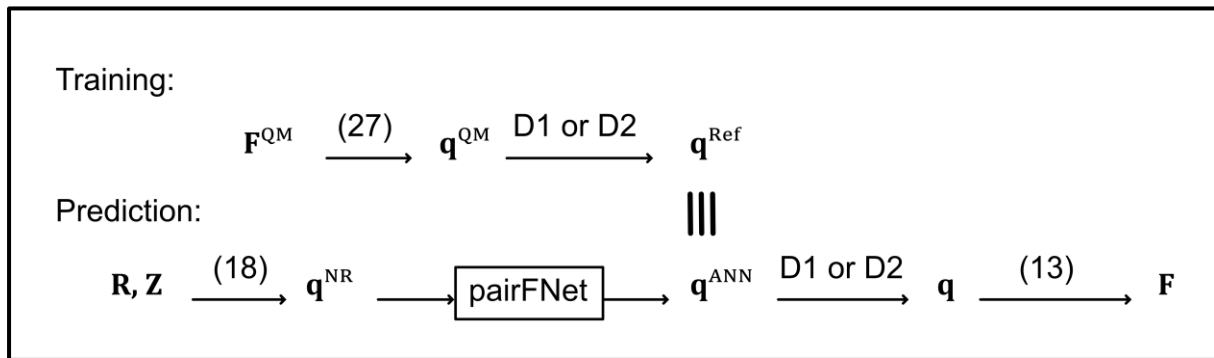 Training:
(27) D1 or D2
F^QM q^QM q^Ref
Prediction:
(18) D1 or D2 (13)
R, Z q^NR pairFNet q^ANN q F